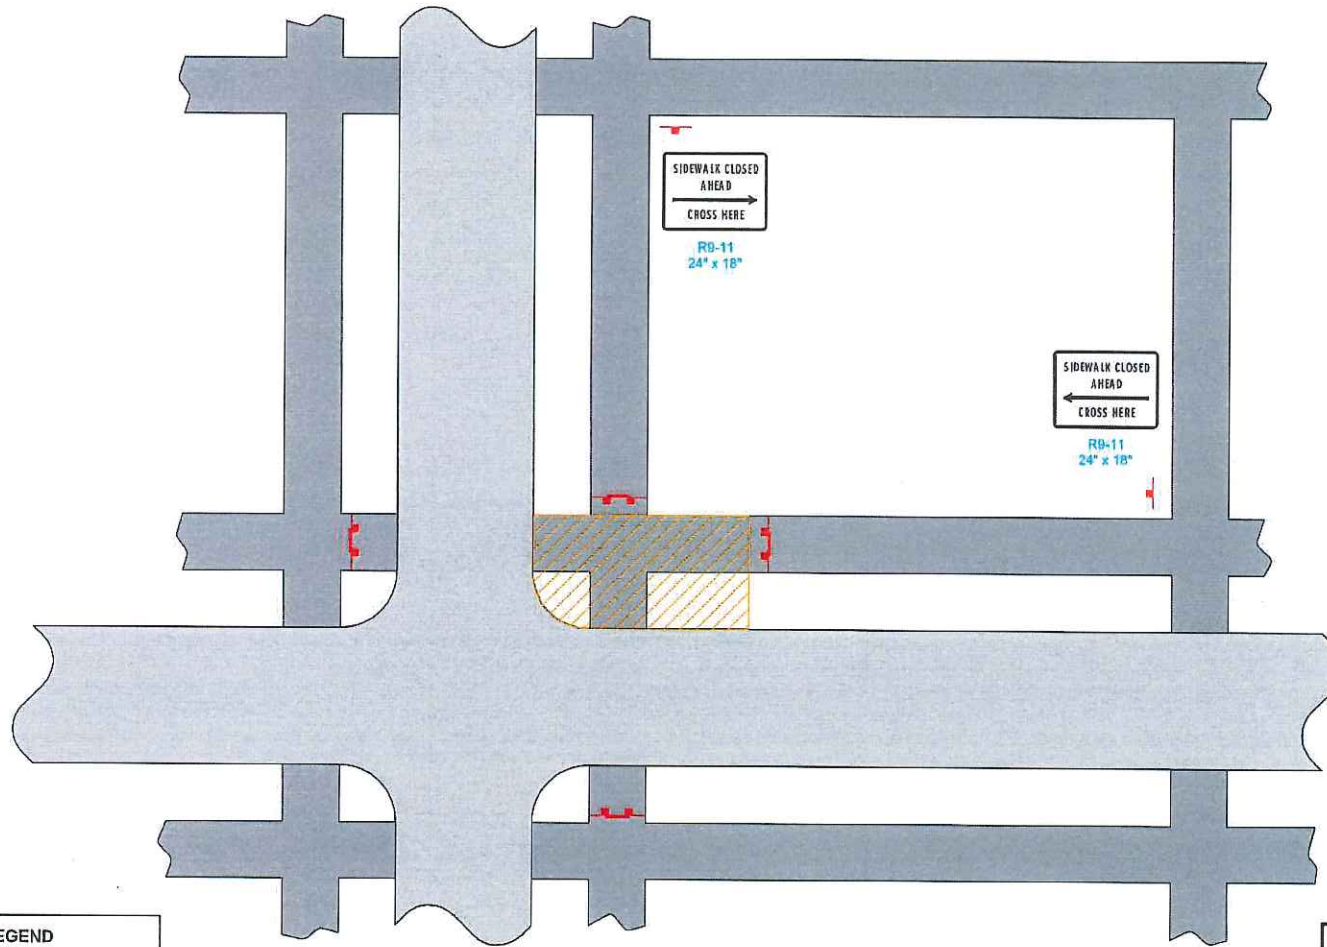 SIDEWALK CLOSED
AHEAD
CROSS HERE
R9-11
24" x 18"
SIDEWALK CLOSED
AHEAD
CROSS HERE
R9-11
24" x 18"
EGEND